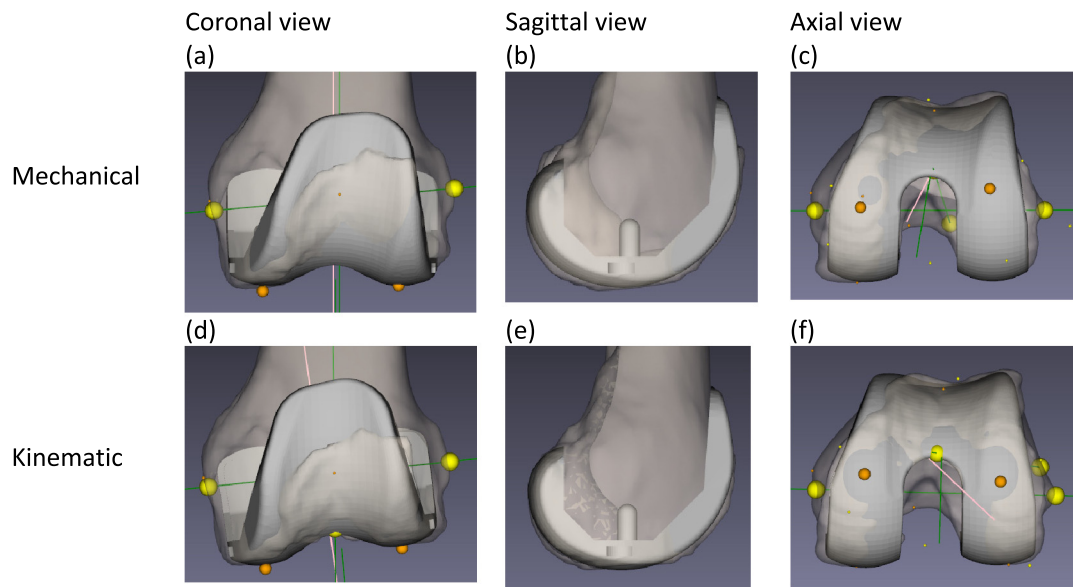 Coronal view
Sagittal view
Axial view
(a)
(b)
(c)
Mechanical
(d)
(e)
(f)
Kinematic